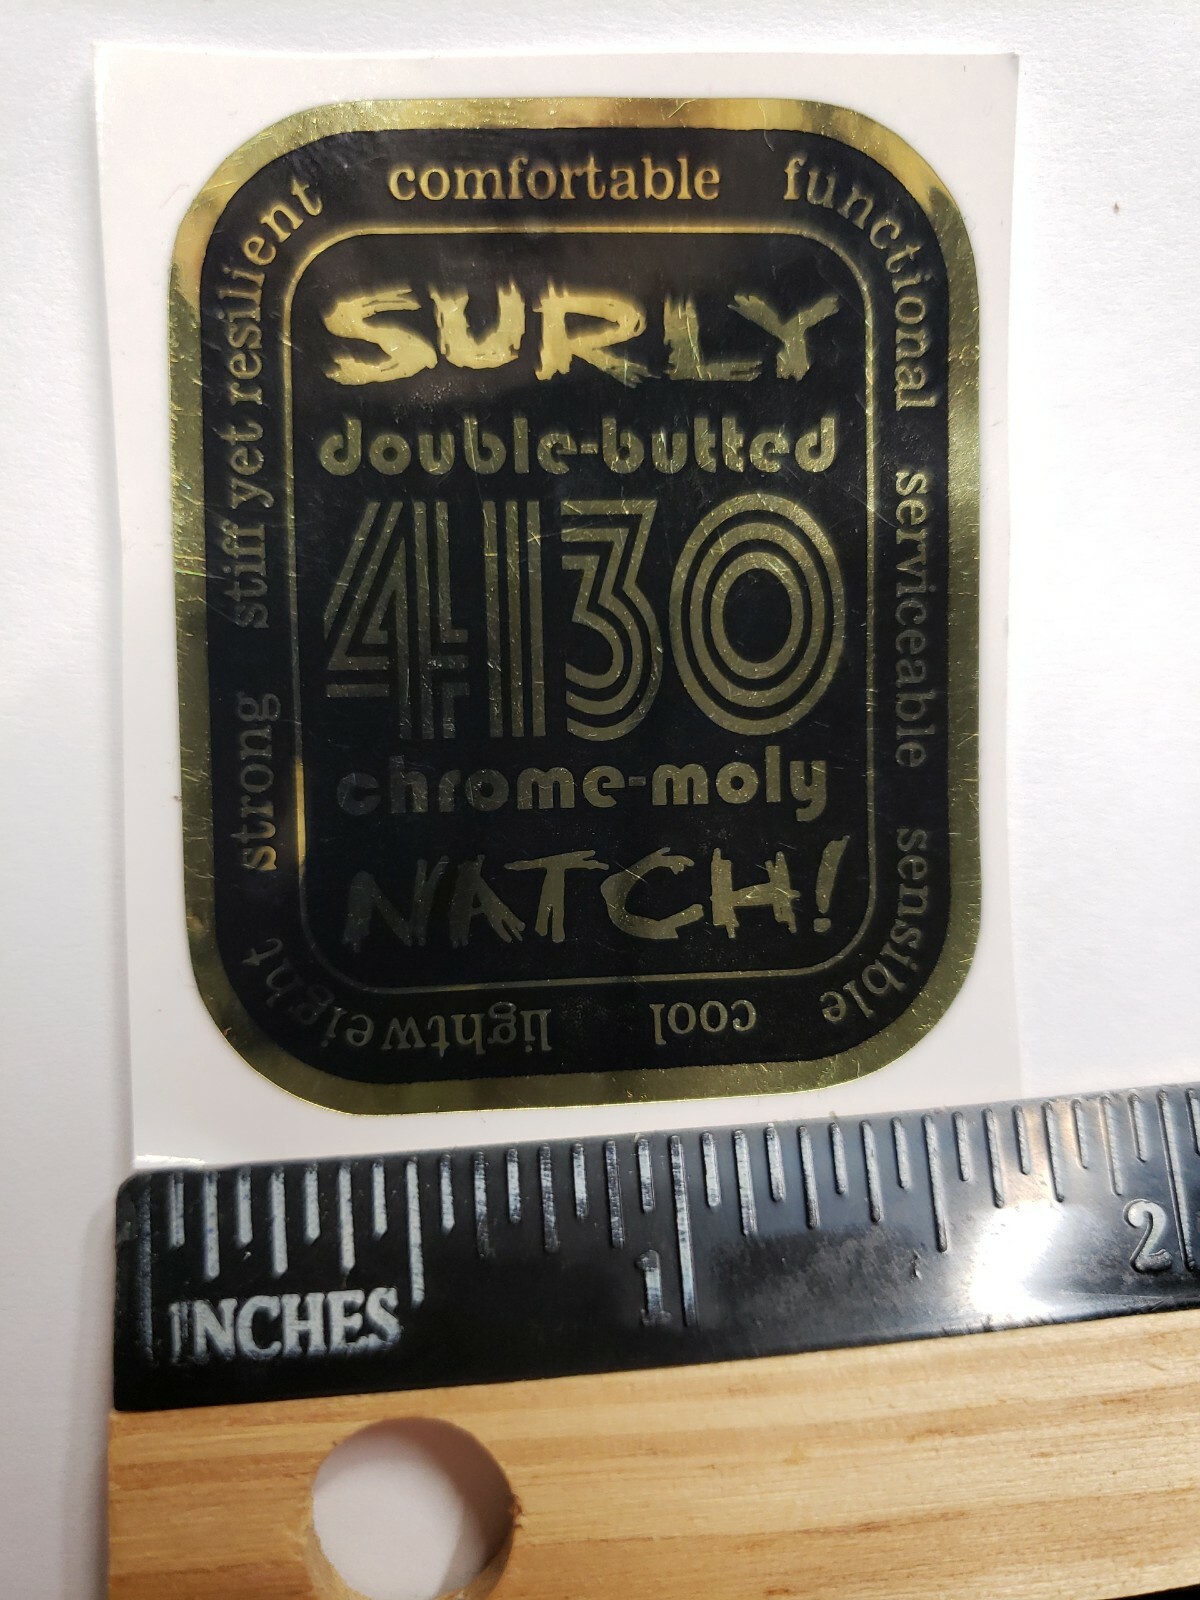 comfortable
functional
serviceable
sensible
cool
lightweight
strong
stiff yet resilient
SURLY
double-butted
4130
chrome-moly
NATCH!
1
2
INCHES